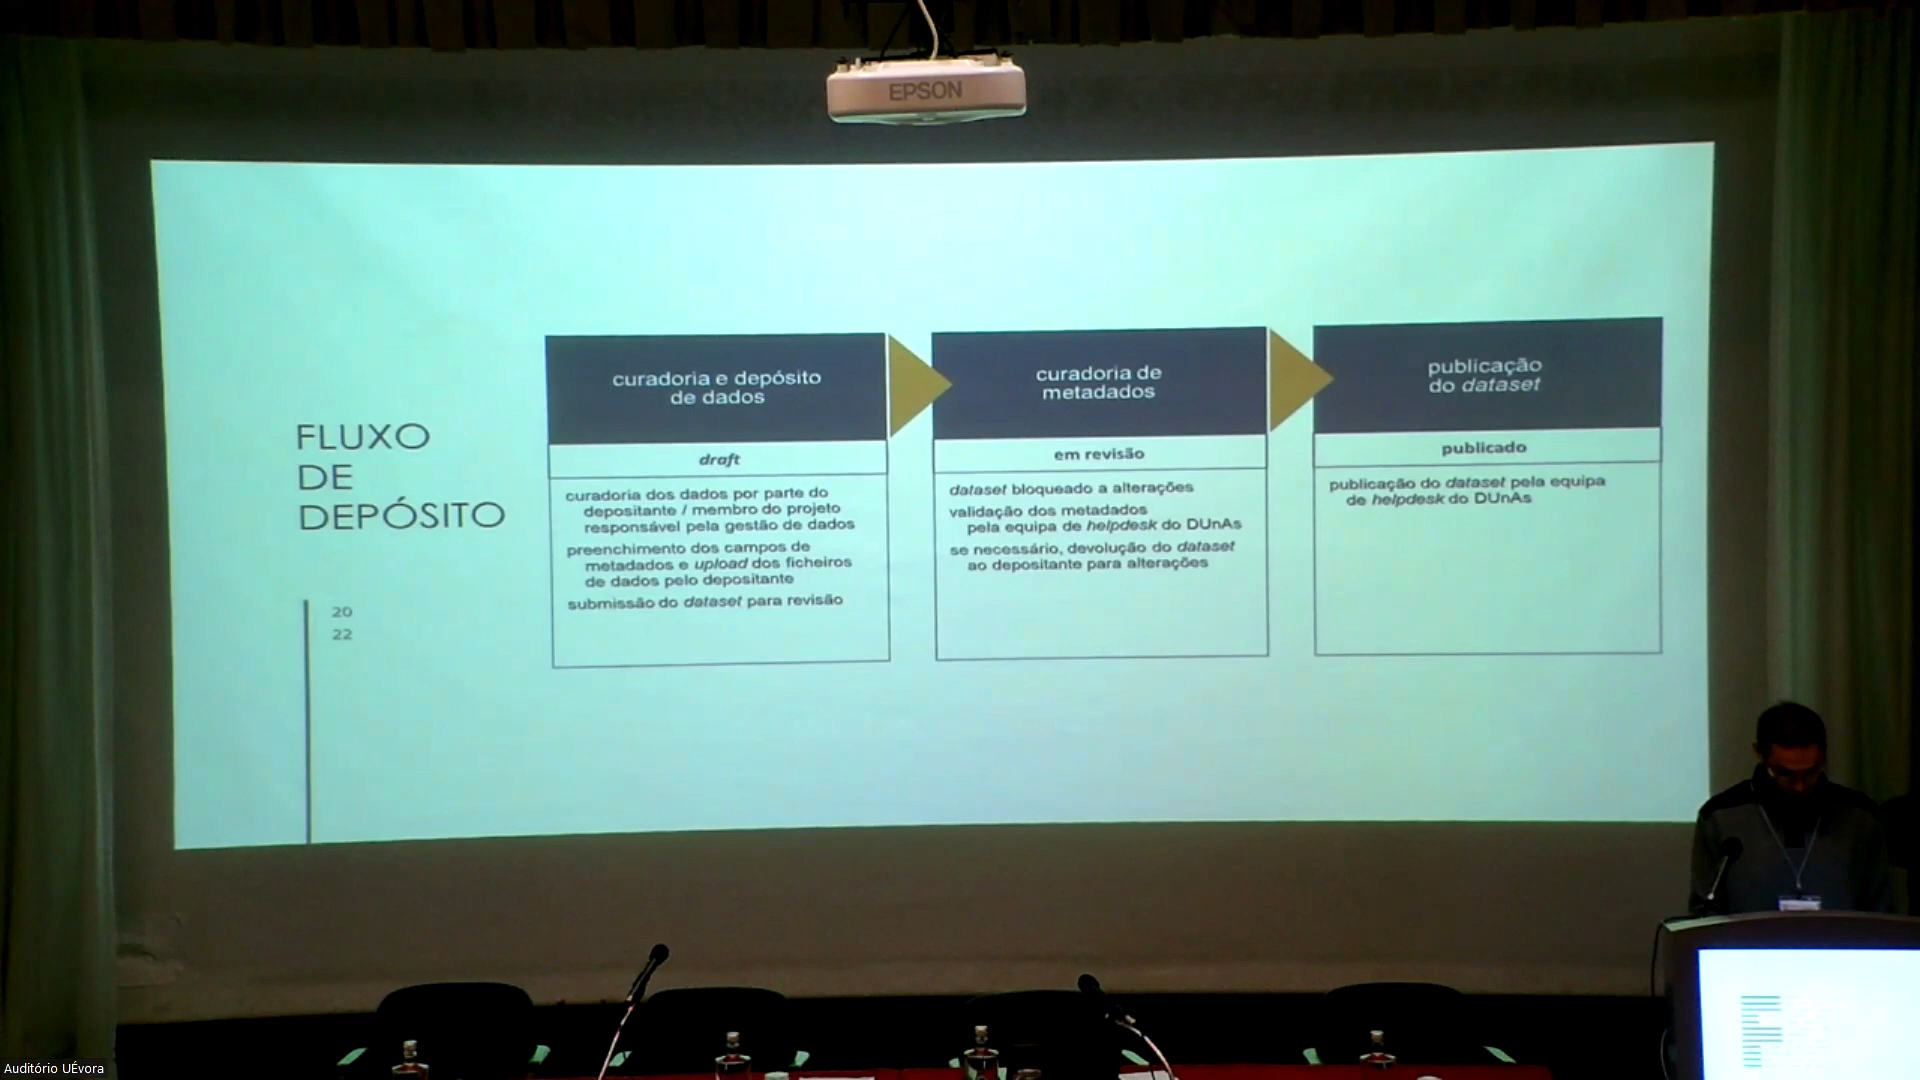 EPSON
FLUXO
DE
DEPÓSITO
20
22
curadoria e depósito
de dados
draft
curadoria dos dados por parte do
depositante / membro do projeto
responsável pela gestão de dados
preenchimento dos campos de
metadados e upload dos ficheiros
de dados pelo depositante
submissão do dataset para revisão
curadoria de
metadados
em revisão
dataset bloqueado a alterações
validação dos metadados
pela equipa de helpdesk do DUnAs
se necessário, devolução do dataset
ao depositante para alterações
publicação
do dataset
publicado
publicação do dataset pela equipa
de helpdesk do DUnAs
Auditório UÉvora